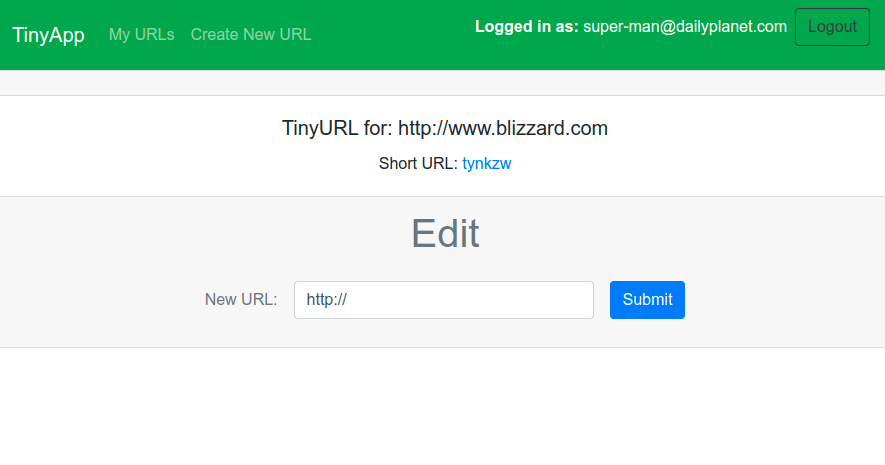 TinyApp My URLs Create New URL Logged in as: super-man@dailyplanet.com Logout
TinyURL for: http://www.blizzard.com
Short URL: tynkzw
Edit
New URL: http:// Submit